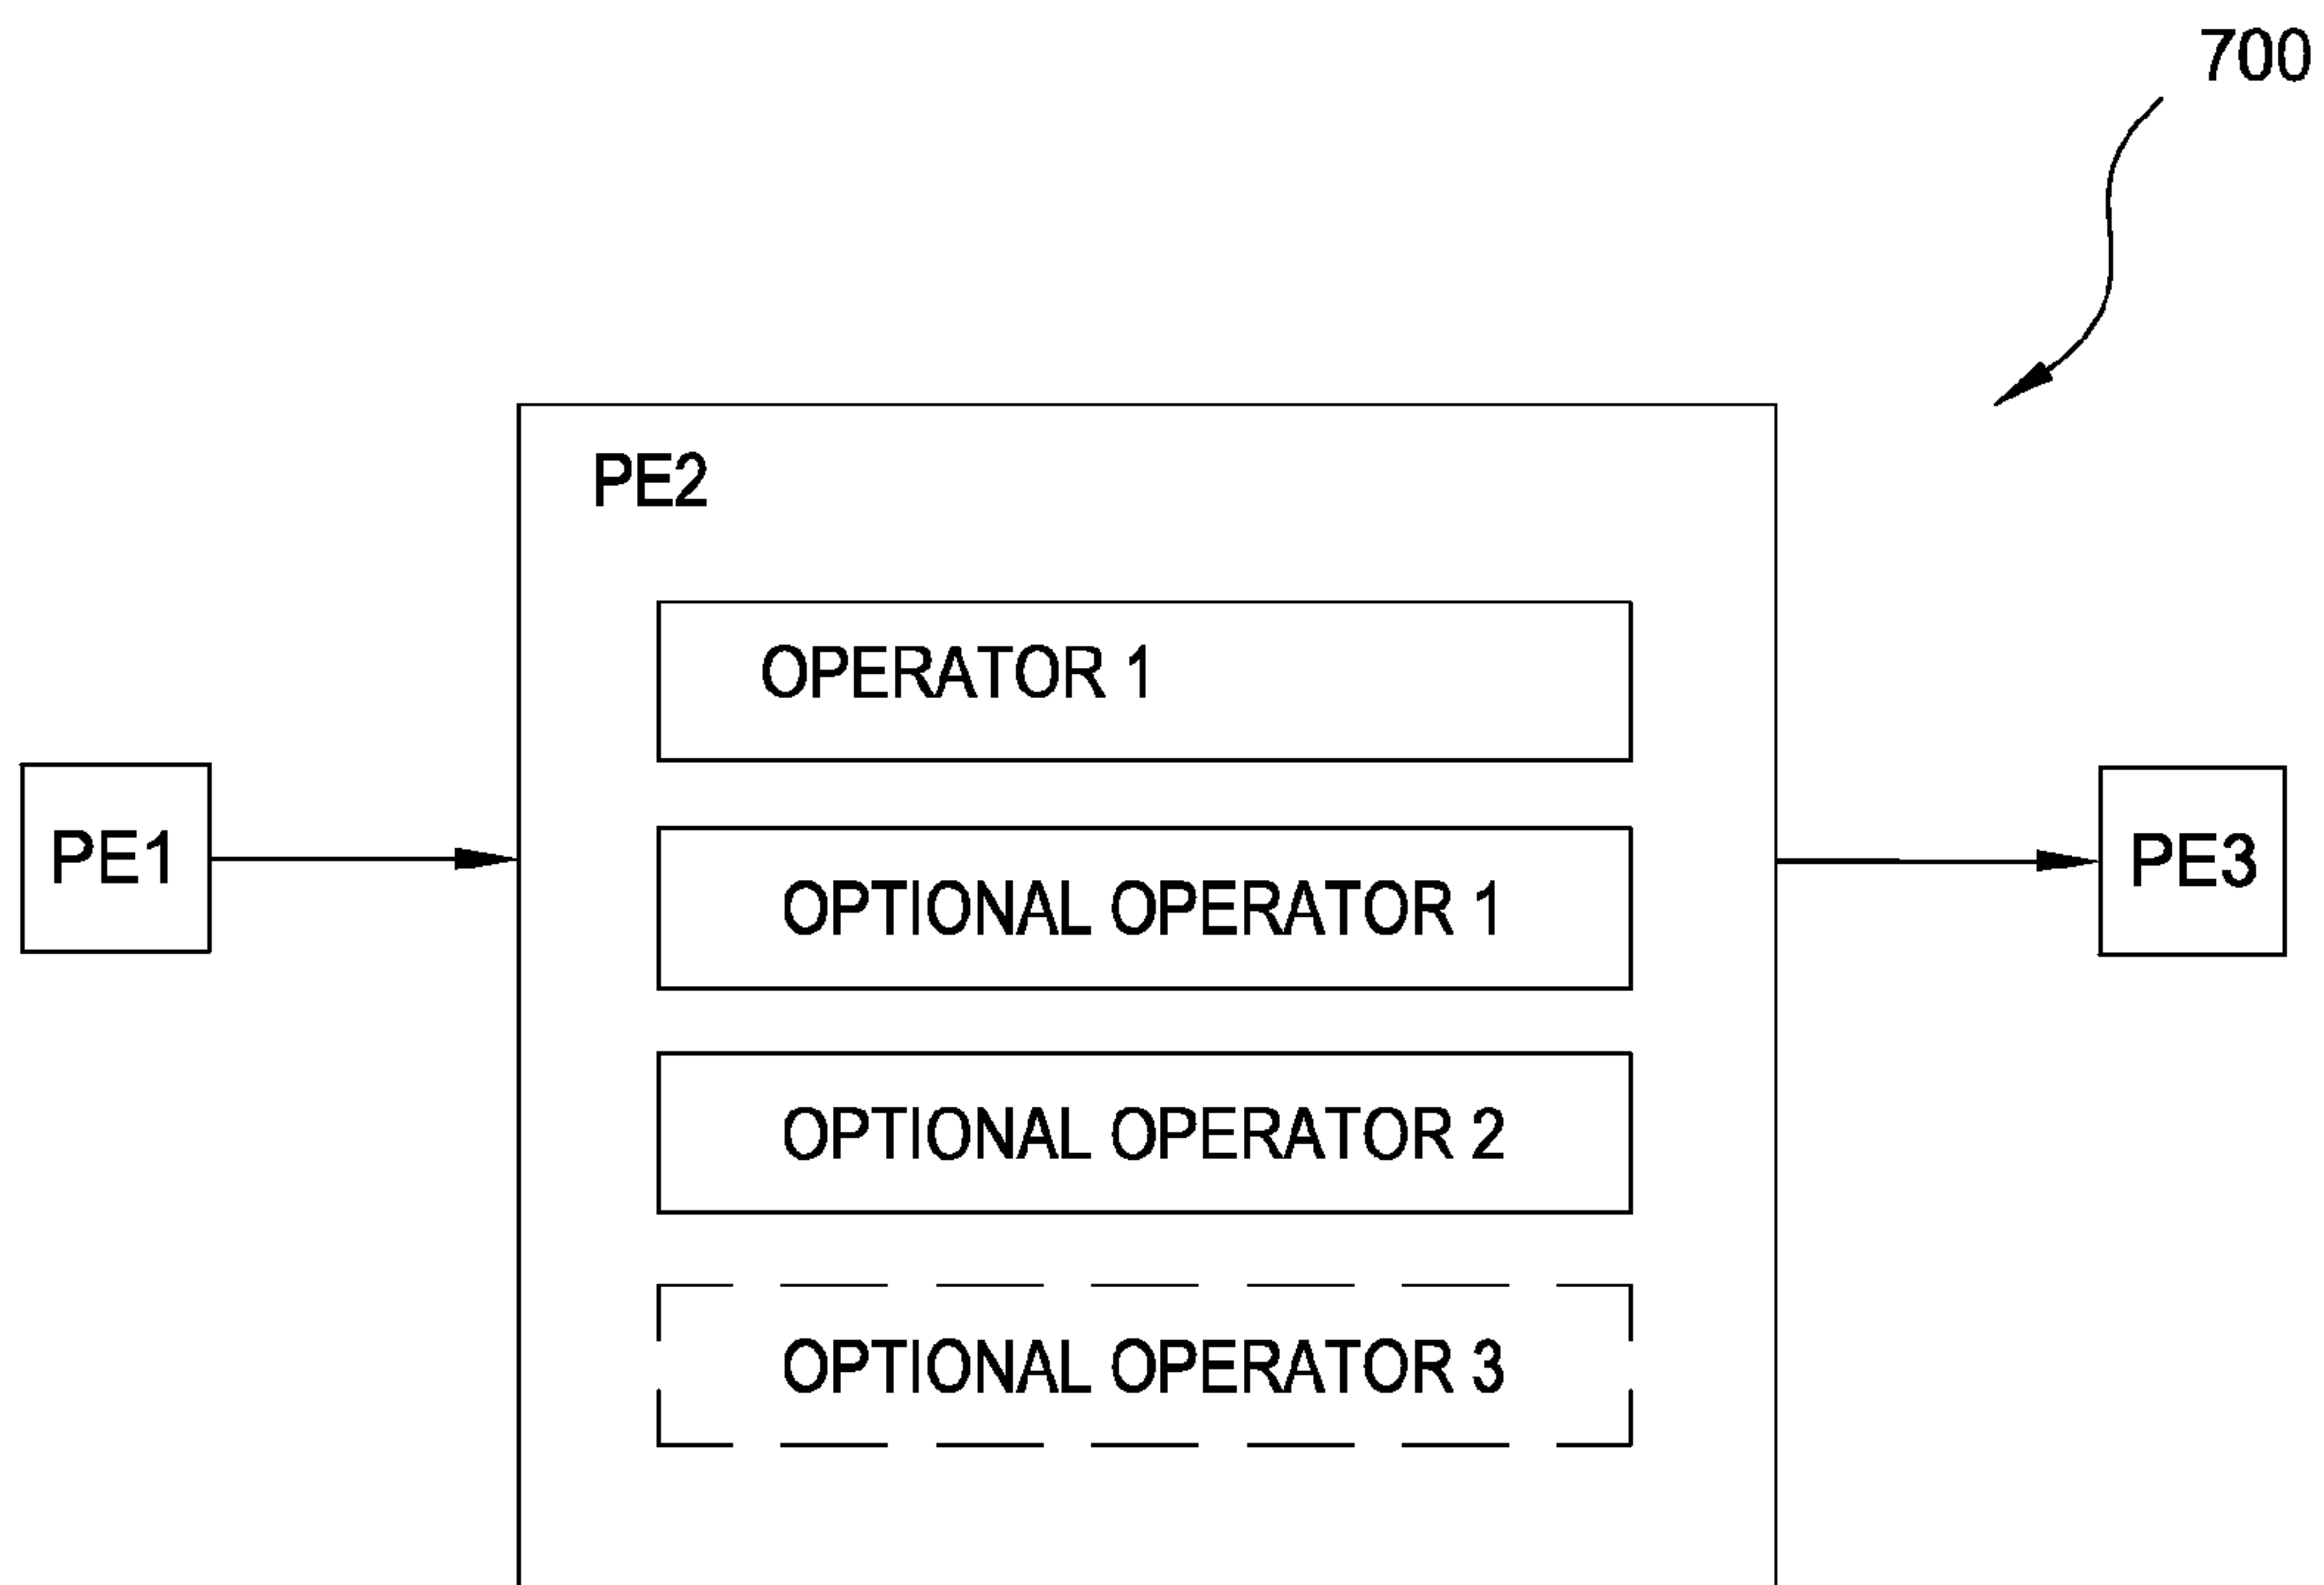 700
PE2
OPERATOR 1
PE1
OPTIONAL OPERATOR 1
PE3
OPTIONAL OPERATOR 2
OPTIONAL OPERATOR 3